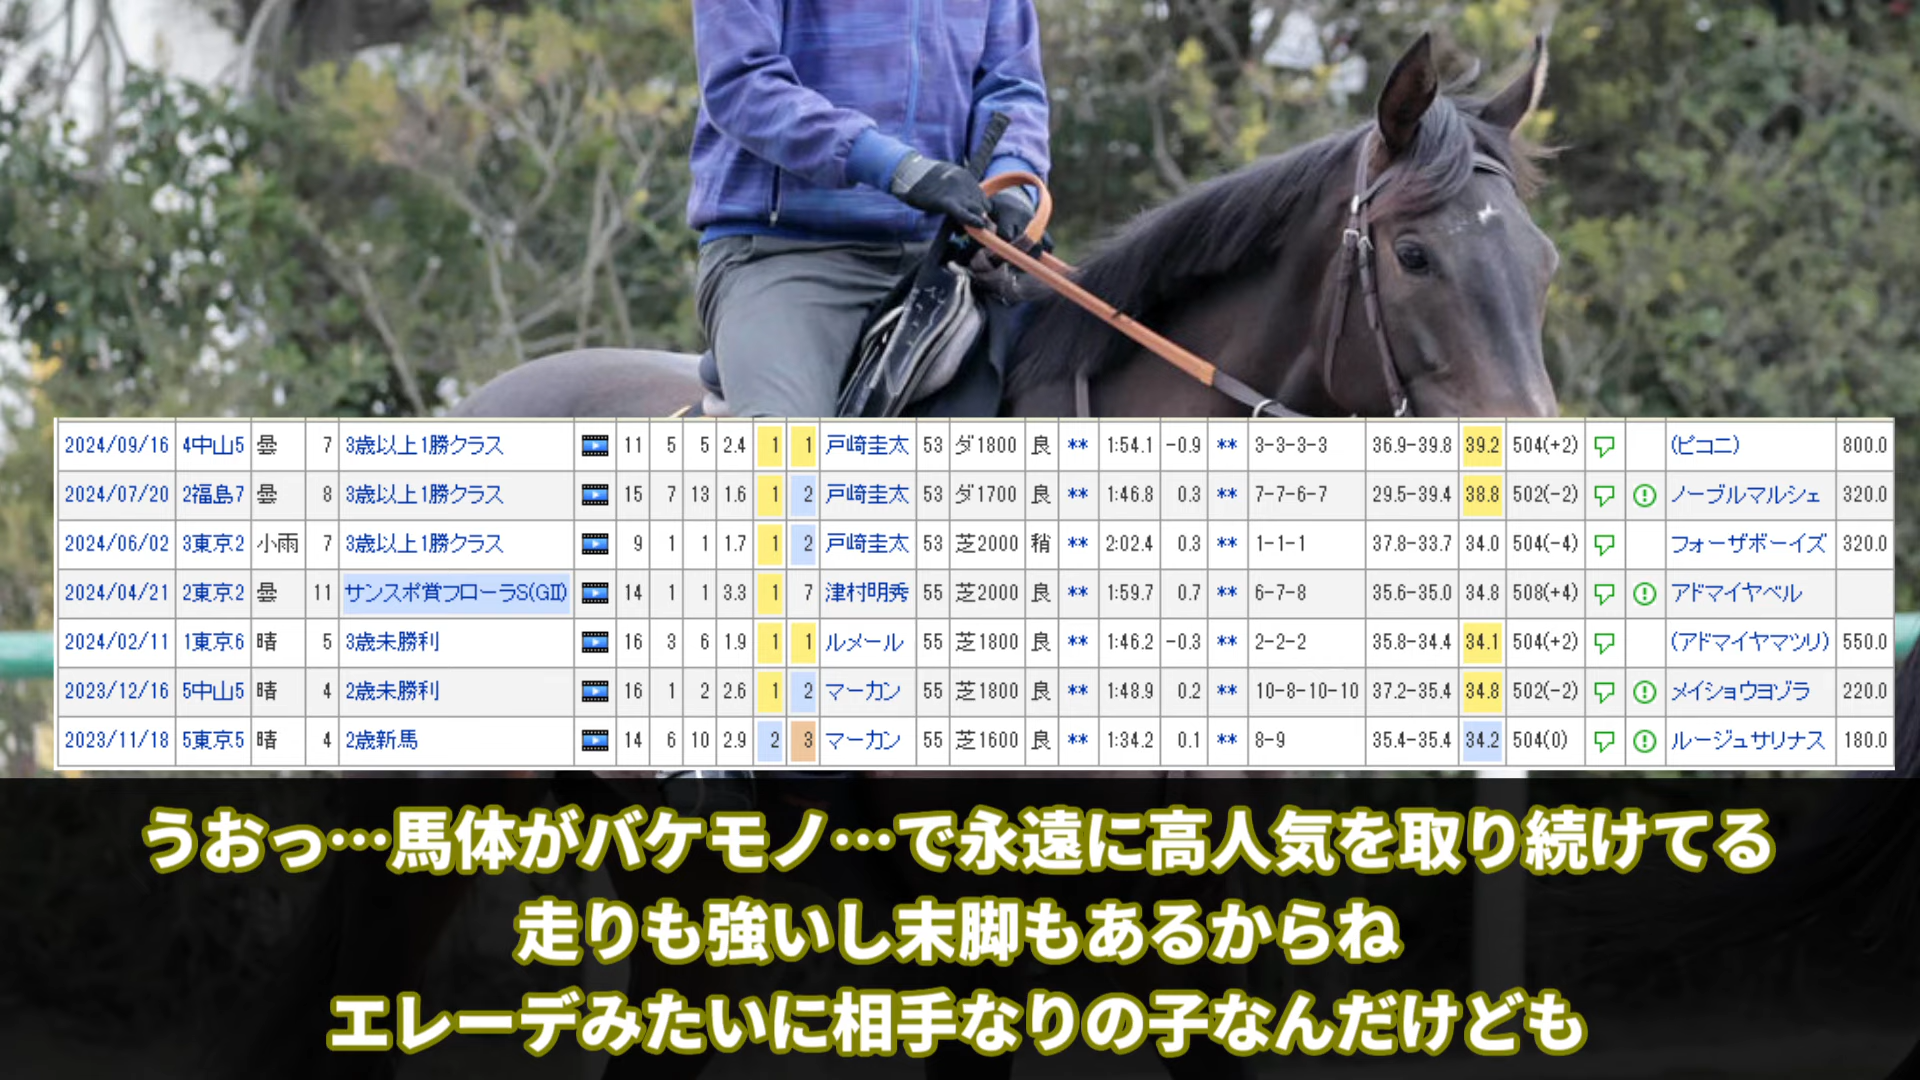 2024/09/16 4中山5 曇 7 3歳以上1勝クラス 11 5 5 2.4 1 1 戸崎圭太 53 ダ1800 良 ** 1:54.1 -0.9 ** 3-3-3-3 36.9-39.8 39.2 504(+2) (ピコニ) 800.0
2024/07/20 2福島7 曇 8 3歳以上1勝クラス 15 7 13 1.6 1 2 戸崎圭太 53 ダ1700 良 ** 1:46.8 0.3 ** 7-7-6-7 29.5-39.4 38.8 502(-2) ノーブルマルシェ 320.0
2024/06/02 3東京2 小雨 7 3歳以上1勝クラス 9 1 1 1.7 1 2 戸崎圭太 53 芝2000 稍 ** 2:02.4 0.3 ** 1-1-1 37.8-33.7 34.0 504(-4) フォーザボーイズ 320.0
2024/04/21 2東京2 曇 11 サンスポ賞フローラS(GII) 14 1 1 3.3 1 7 津村明秀 55 芝2000 良 ** 1:59.7 0.7 ** 6-7-8 35.6-35.0 34.8 508(+4) アドマイヤベル
2024/02/11 1東京6 晴 5 3歳未勝利 16 3 6 1.9 1 1 ルメール 55 芝1800 良 ** 1:46.2 -0.3 ** 2-2-2 35.8-34.4 34.1 504(+2) (アドマイヤマツリ) 550.0
2023/12/16 5中山5 晴 4 2歳未勝利 16 1 2 2.6 1 2 マーカン 55 芝1800 良 ** 1:48.9 0.2 ** 10-8-10-10 37.2-35.4 34.8 502(-2) メイショウヨゾラ 220.0
2023/11/18 5東京5 晴 4 2歳新馬 14 6 10 2.9 2 3 マーカン 55 芝1600 良 ** 1:34.2 0.1 ** 8-9 35.4-35.4 34.2 504(0) ルージュサリナス 180.0
うおっ…馬体がバケモノ…で永遠に高人気を取り続けてる
走りも強いし末脚もあるからね
エレーデみたいに相手なりの子なんだけども